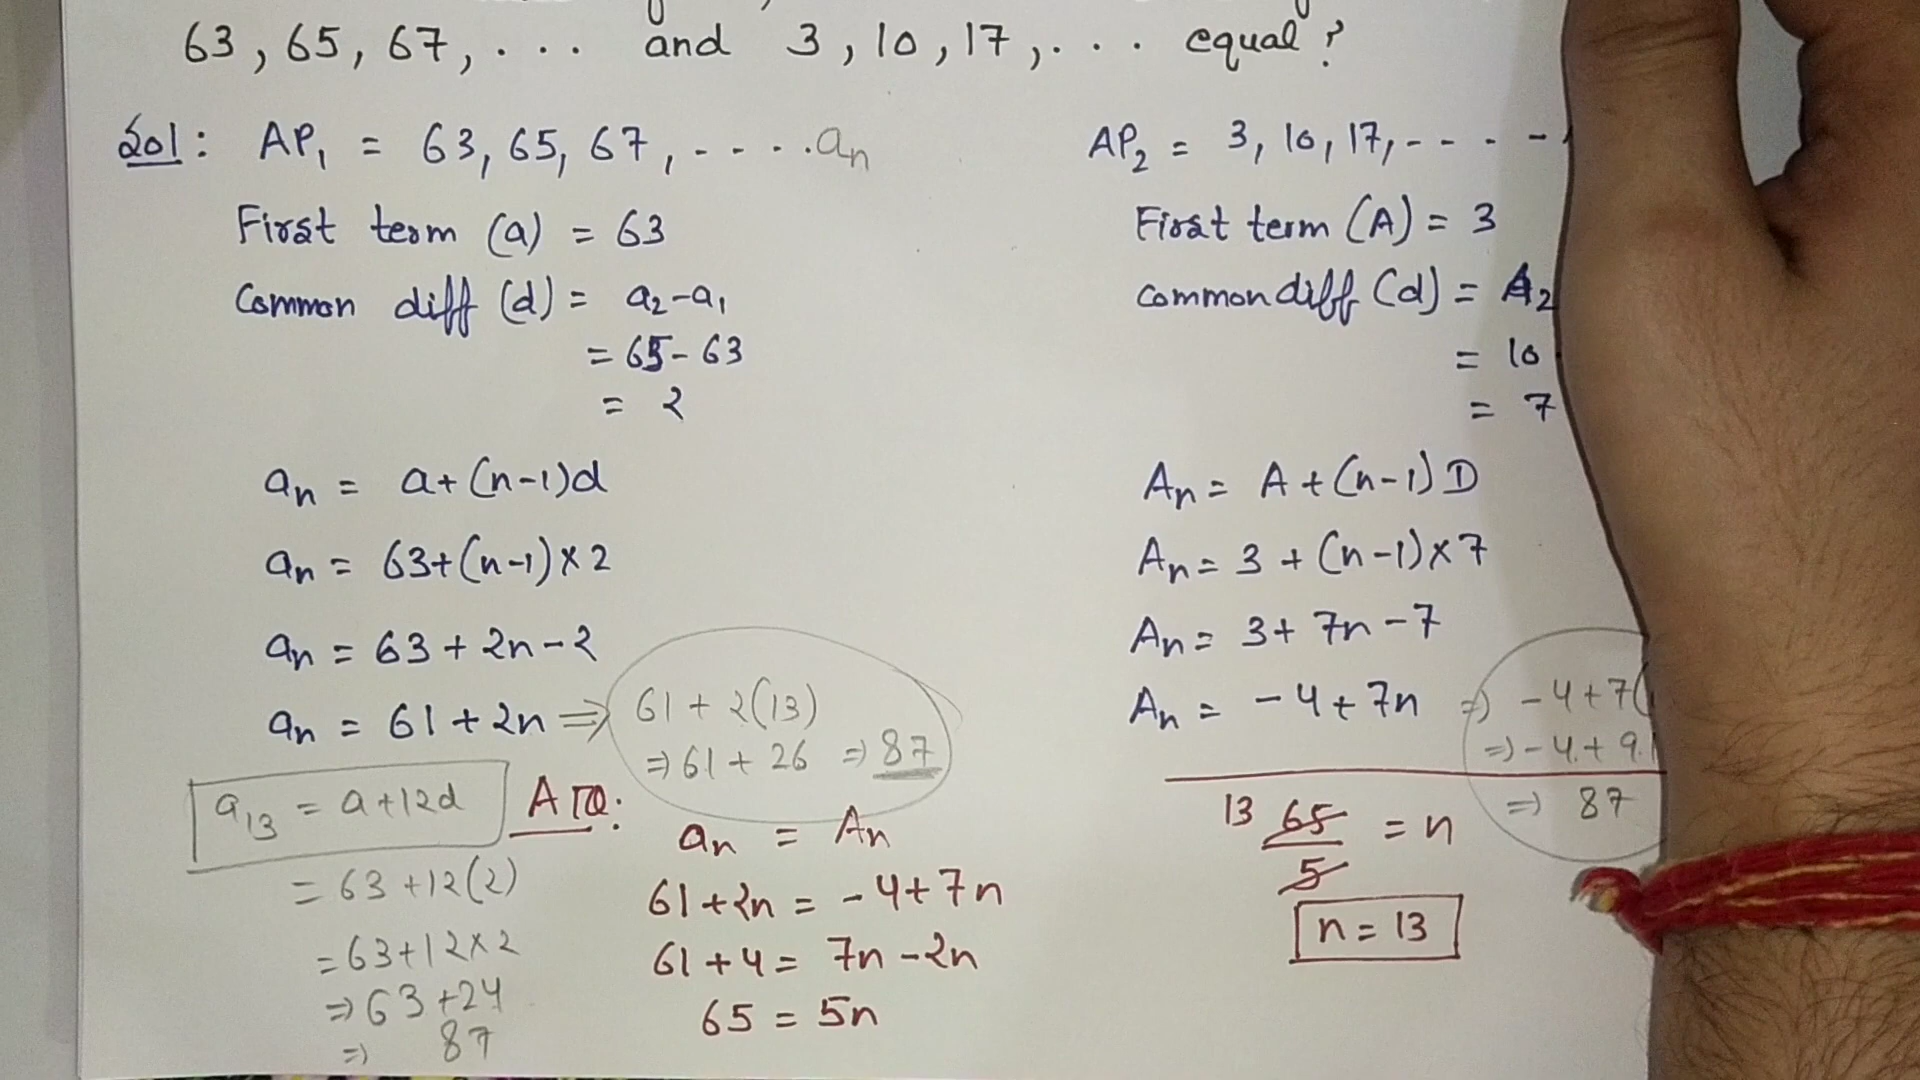 63, 65, 67, . . . and 3, 10, 17, . . . equal ?
Sol: AP₁ = 63, 65, 67, - - - . . aₙ
First term (a) = 63
Common diff (d) = a₂-a₁
= 65-63
= 2
aₙ = a+(n-1)d
aₙ = 63+(n-1)×2
aₙ = 63+2n-2
aₙ = 61+2n ⇒ 61+2(13)
⇒ 61+26 ⇒ 87
a₁₃ = a+12d
= 63+12(2)
= 63+12×2
⇒ 63+24
⇒ 87
ATQ:
aₙ = Aₙ
61+2n = -4+7n
61+4 = 7n-2n
65 = 5n
AP₂ = 3, 10, 17, - - - . - -
First term (A) = 3
common diff (d) = A₂
= 10
= 7
Aₙ = A+(n-1)D
Aₙ = 3+(n-1)×7
Aₙ = 3+7n-7
Aₙ = -4+7n ⇒ -4+7(
⇒ -4+9
⇒ 87
13 65/5 = n
n = 13